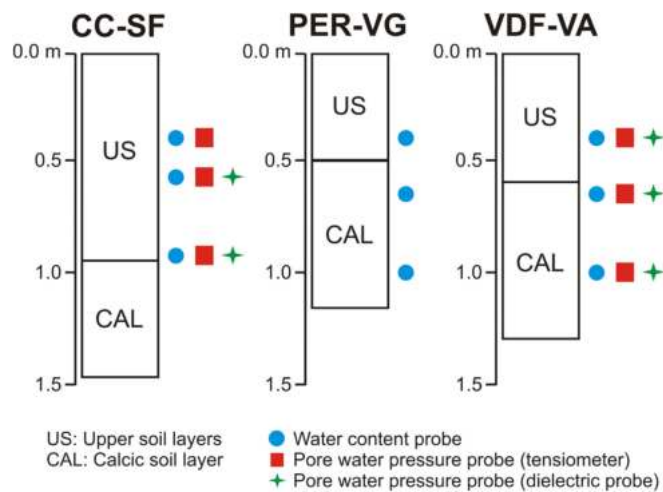 CC-SF PER-VG VDF-VA
0.0 m 0.0 m 0.0 m
US US US
0.5 0.5 0.5
CAL CAL
1.0 1.0 1.0
CAL
1.5 1.5 1.5
US: Upper soil layers Water content probe
CAL: Calcic soil layer Pore water pressure probe (tensiometer)
Pore water pressure probe (dielectric probe)